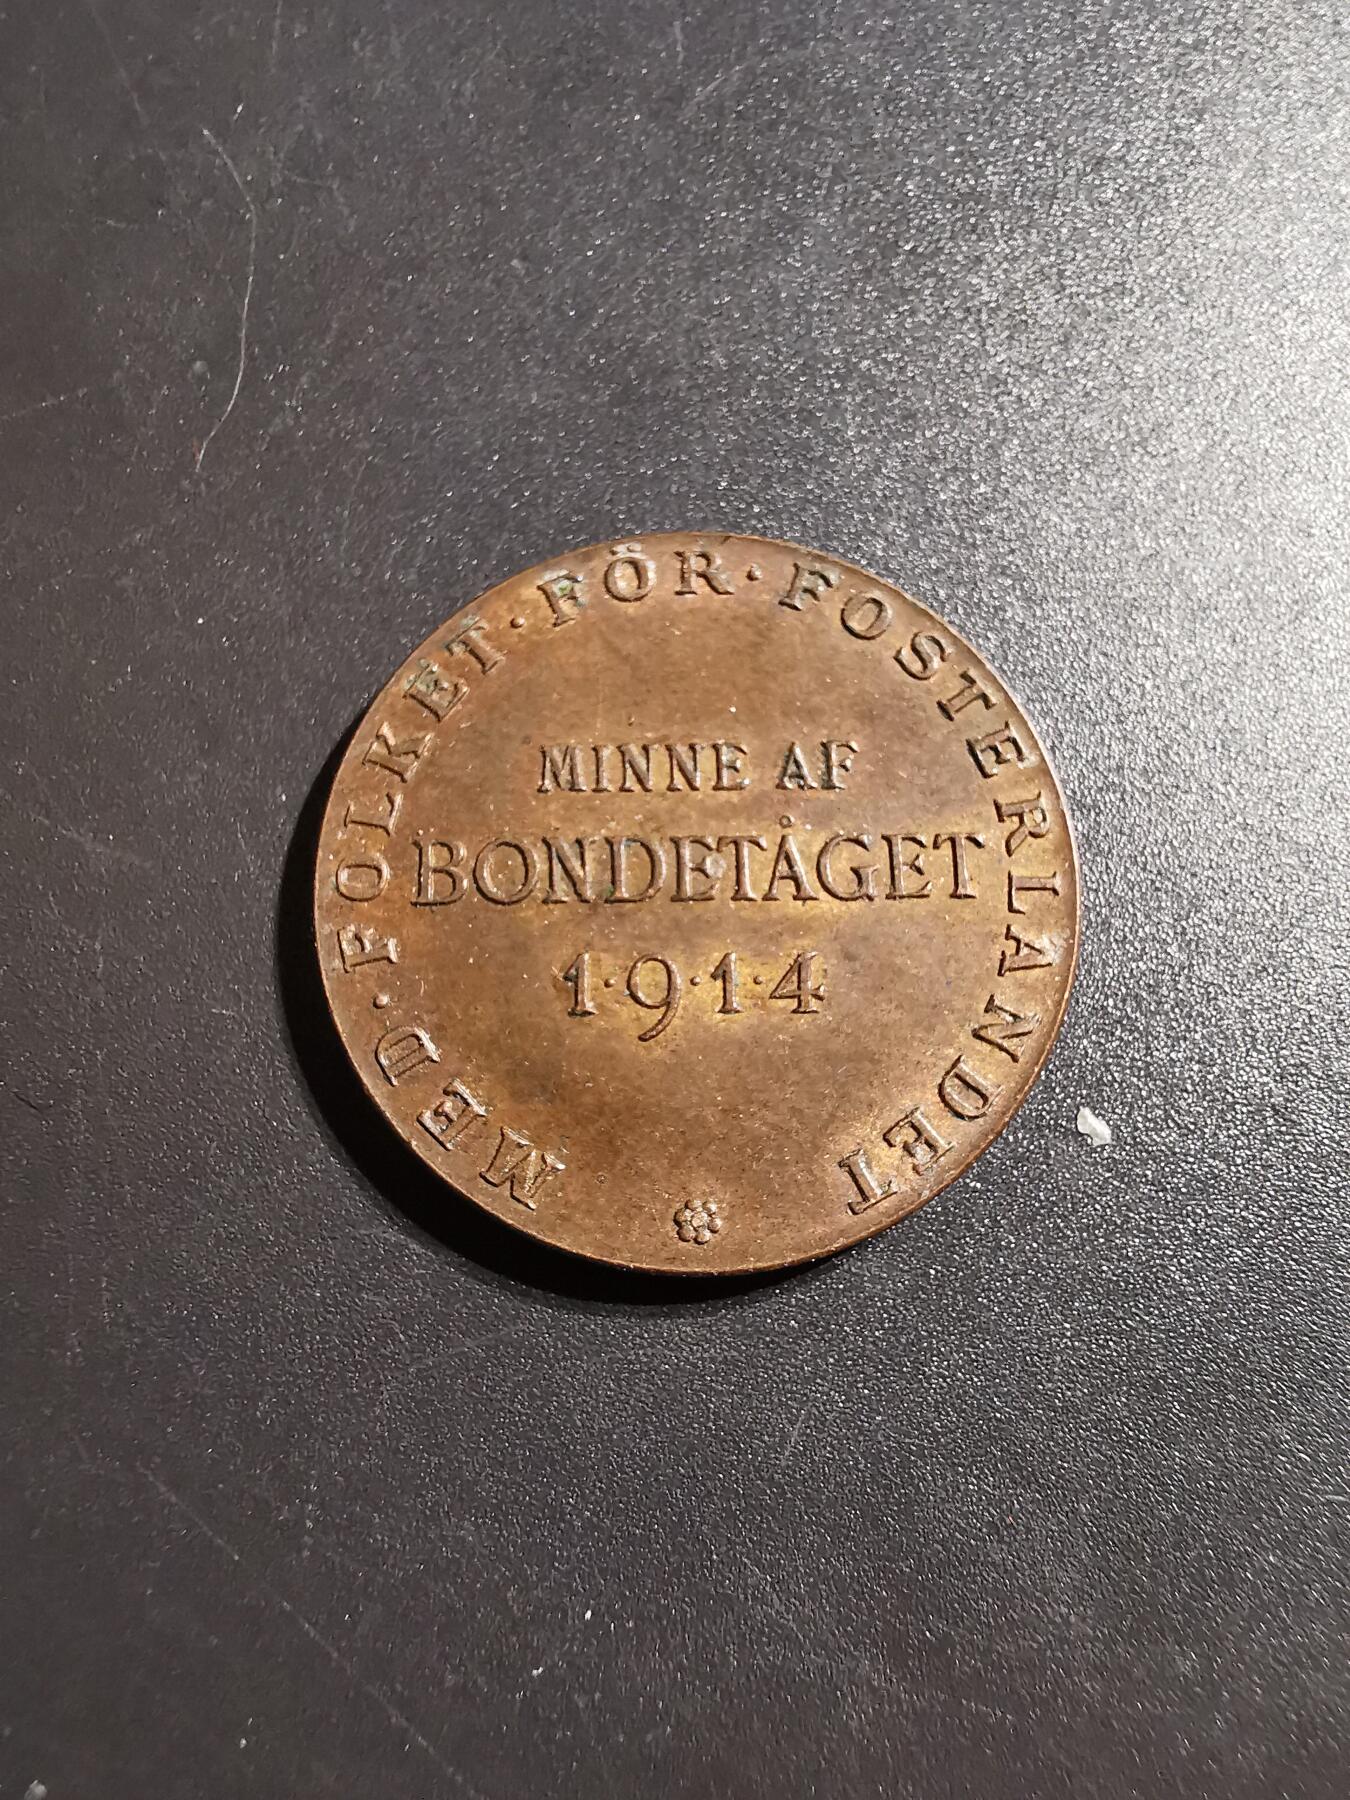 MED·FOLKET·FÖR·FOSTERLANDET
MINNE AF
BONDETÅGET
1·9·1·4